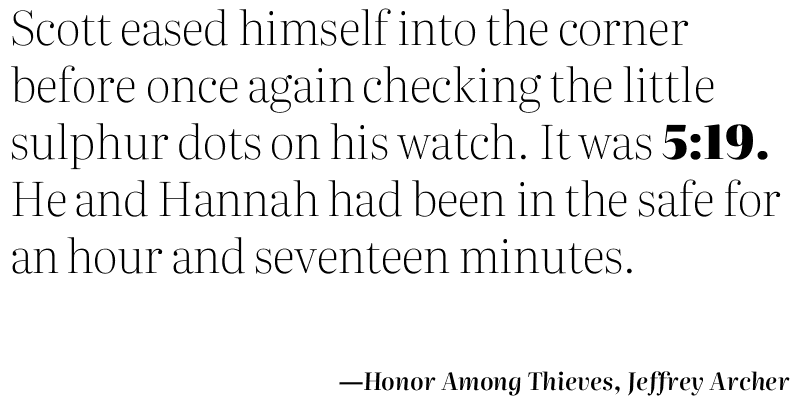 Scott eased himself into the corner
before once again checking the little
sulphur dots on his watch. It was 5:19.
He and Hannah had been in the safe for
an hour and seventeen minutes.
—Honor Among Thieves, Jeffrey Archer